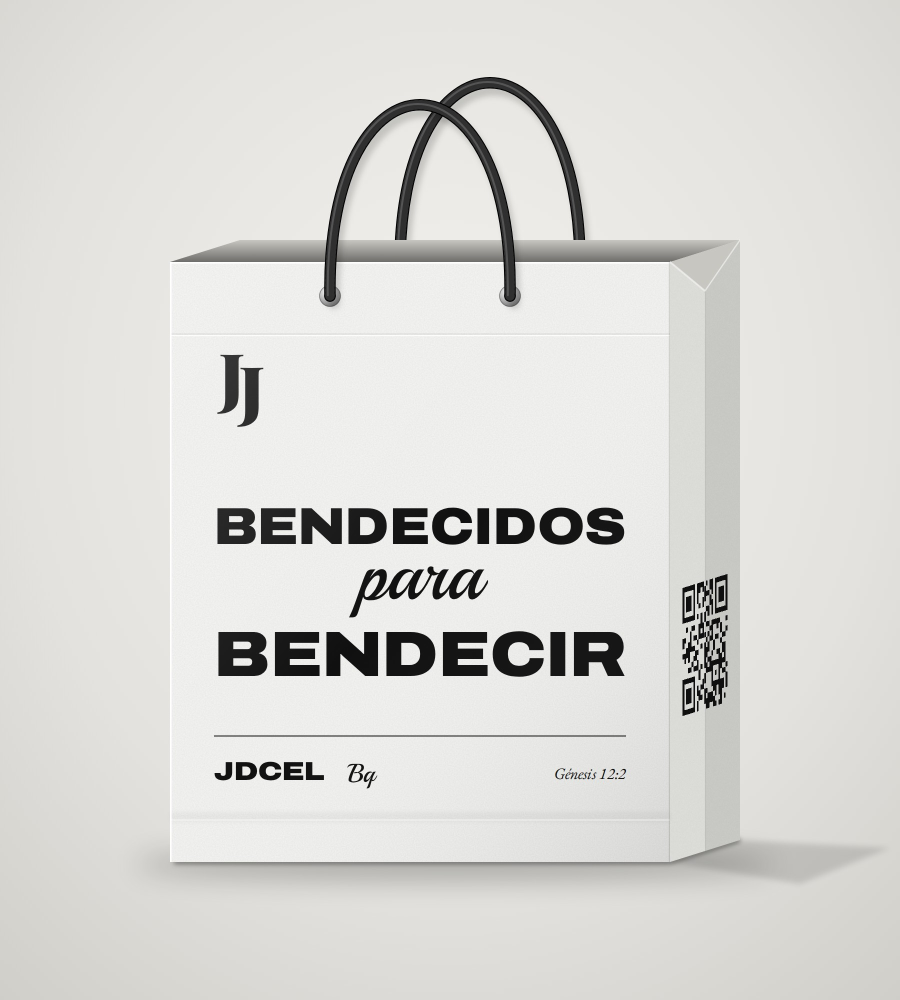 JJ
BENDECIDOS
para
BENDECIR
JDCEL Bq Génesis 12:2